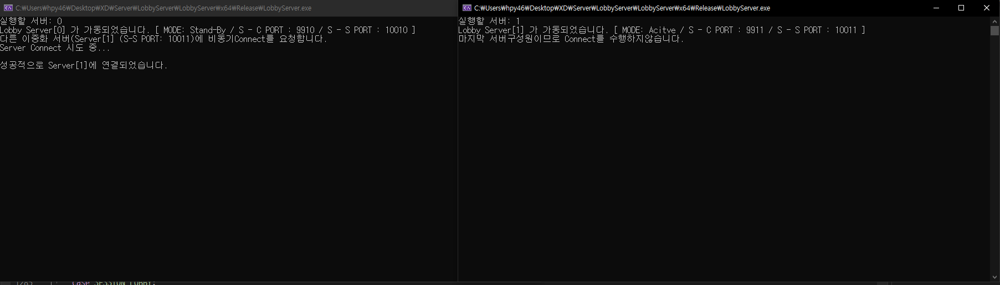 C:₩Users₩hpy46₩Desktop₩XD₩Server₩LobbyServer₩LobbyServer₩x64₩Release₩LobbyServer.exe
실행할 서버: 0
Lobby Server[0] 가 가동되었습니다. [ MODE: Stand-By / S - C PORT : 9910 / S - S PORT : 10010 ]
다른 이중화 서버(Server[1] (S-S PORT: 10011)에 비동기Connect를 요청합니다.
Server Connect 시도 중...
성공적으로 Server[1]에 연결되었습니다.
C:₩Users₩hpy46₩Desktop₩XD₩Server₩LobbyServer₩LobbyServer₩x64₩Release₩LobbyServer.exe
실행할 서버: 1
Lobby Server[1] 가 가동되었습니다. [ MODE: Acitve / S - C PORT : 9911 / S - S PORT : 10011 ]
마지막 서버구성원이므로 Connect를 수행하지않습니다.
case SESSION_LOBBY: